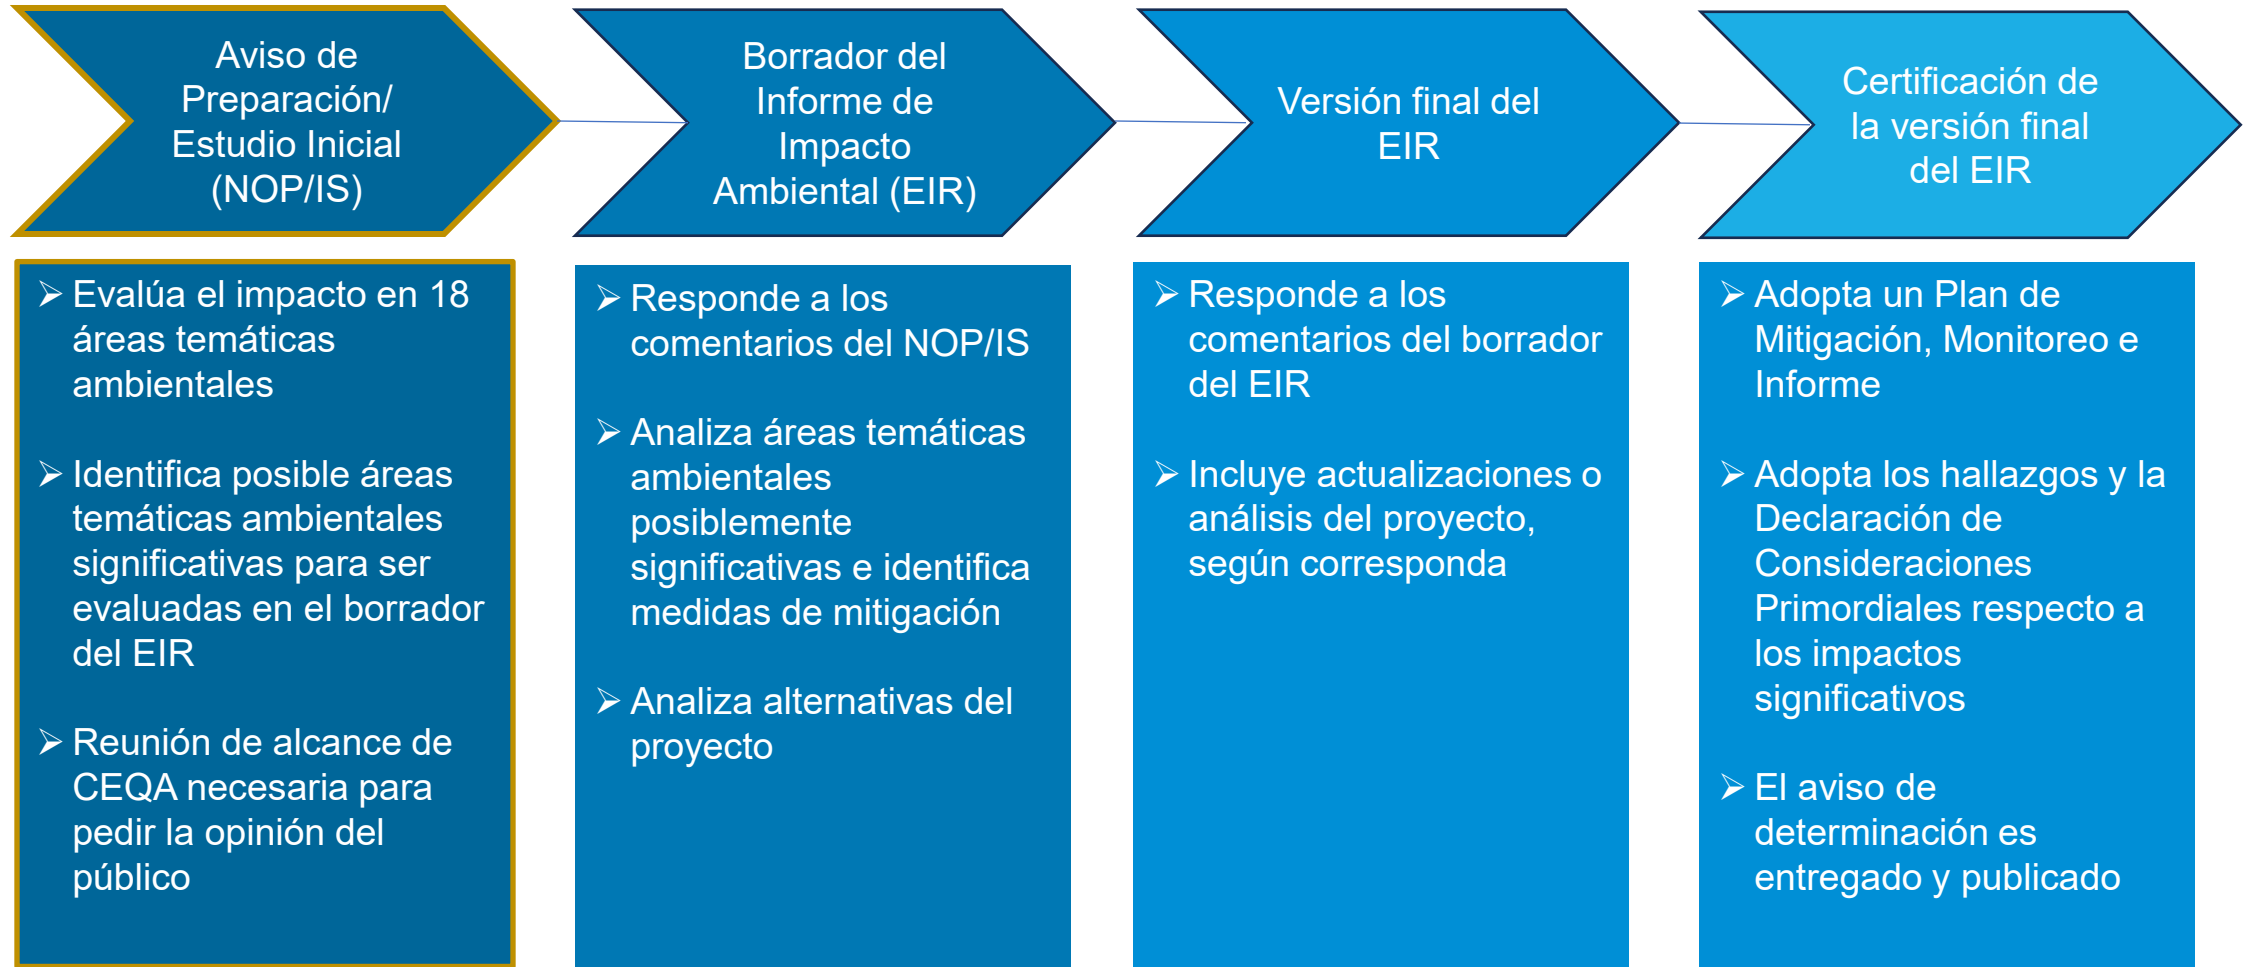 Aviso de
Preparación/
Estudio Inicial
(NOP/IS)
Borrador del
Informe de
Impacto
Ambiental (EIR)
Versión final del
EIR
Certificación de
la versión final
del EIR
➢ Evalúa el impacto en 18
áreas temáticas
ambientales
➢ Identifica posible áreas
temáticas ambientales
significativas para ser
evaluadas en el borrador
del EIR
➢ Reunión de alcance de
CEQA necesaria para
pedir la opinión del
público
➢ Responde a los
comentarios del NOP/IS
➢ Analiza áreas temáticas
ambientales
posiblemente
significativas e identifica
medidas de mitigación
➢ Analiza alternativas del
proyecto
➢ Responde a los
comentarios del borrador
del EIR
➢ Incluye actualizaciones o
análisis del proyecto,
según corresponda
➢ Adopta un Plan de
Mitigación, Monitoreo e
Informe
➢ Adopta los hallazgos y la
Declaración de
Consideraciones
Primordiales respecto a
los impactos
significativos
➢ El aviso de
determinación es
entregado y publicado